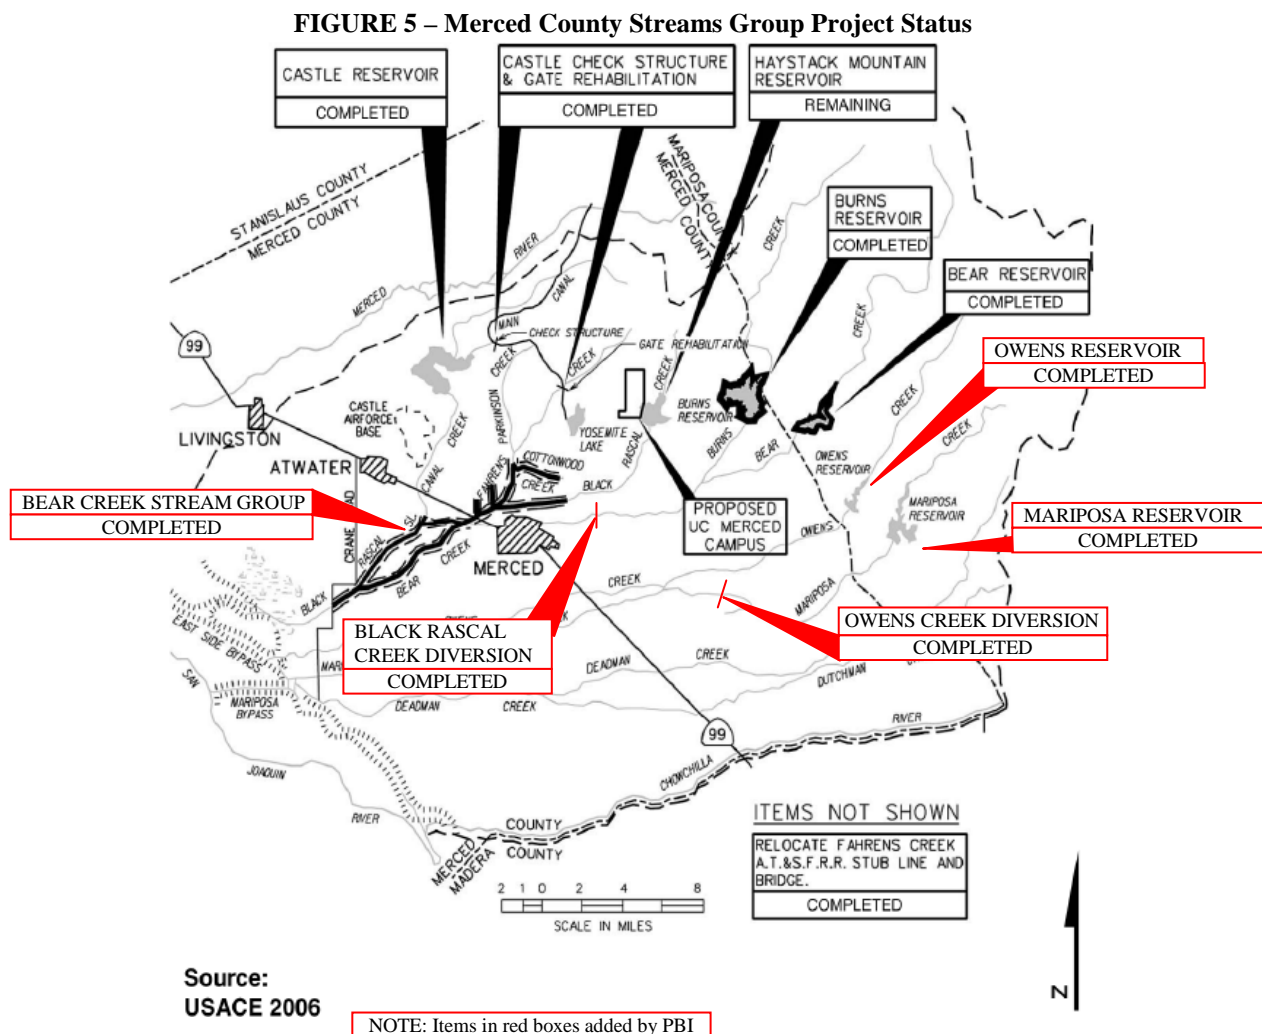 FIGURE 5 – Merced County Streams Group Project Status
CASTLE RESERVOIR
COMPLETED
CASTLE CHECK STRUCTURE
& GATE REHABILITATION
COMPLETED
HAYSTACK MOUNTAIN
RESERVOIR
REMAINING
STANISLAUS COUNTY
MERCED COUNTY
MARIPOSA COUNTY
MERCED COUNTY
BURNS
RESERVOIR
COMPLETED
BEAR RESERVOIR
COMPLETED
OWENS RESERVOIR
COMPLETED
MERCED
RIVER
MAIN
CANAL
CHECK STRUCTURE
GATE REHABILITATION
CREEK
CREEK
CREEK
CREEK
CREEK
CREEK
CREEK
99
LIVINGSTON
CASTLE
AIRFORCE
BASE
ATWATER
CANAL
CREEK
PARKINSON
FAHRENS
COTTONWOOD
CREEK
YOSEMITE
LAKE
RASCAL
BLACK
BURNS
RESERVOIR
BURNS
BEAR
OWENS
RESERVOIR
MARIPOSA
RESERVOIR
BEAR CREEK STREAM GROUP
COMPLETED
MARIPOSA RESERVOIR
COMPLETED
PROPOSED
UC MERCED
CAMPUS
RASCAL
SL
CREEK
BEAR
BLACK
MERCED
OWENS
CREEK
MARIPOSA
BLACK RASCAL
CREEK DIVERSION
COMPLETED
OWENS CREEK DIVERSION
COMPLETED
EAST SIDE BYPASS
MARIPOSA
BYPASS
SAN
JOAQUIN
RIVER
DEADMAN
CREEK
DEADMAN
CREEK
DUTCHMAN
99
CHOWCHILLA
RIVER
COUNTY
COUNTY
MERCED
MADERA
2 1 0 2 4 8
SCALE IN MILES
ITEMS NOT SHOWN
RELOCATE FAHRENS CREEK
A.T.&S.F.R.R. STUB LINE AND
BRIDGE.
COMPLETED
N
Source:
USACE 2006
NOTE: Items in red boxes added by PBI